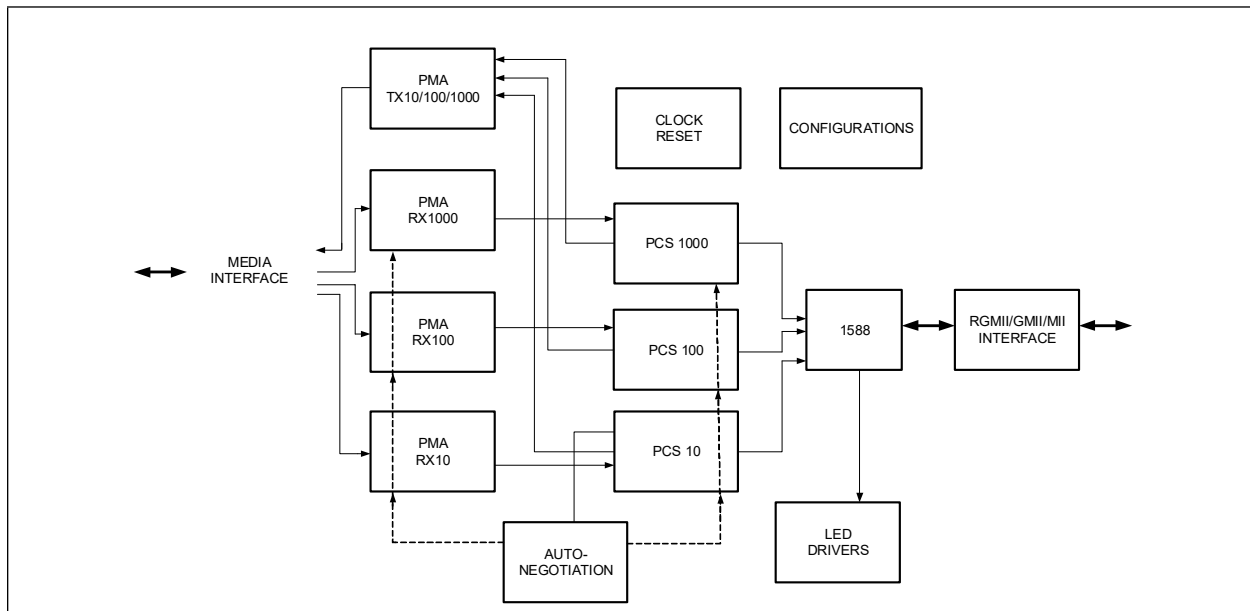 PMA
TX10/100/1000
CLOCK
RESET
CONFIGURATIONS
PMA
RX1000
PCS 1000
MEDIA
INTERFACE
PMA
RX100
PCS 100
1588
RGMII/GMII/MII
INTERFACE
PMA
RX10
PCS 10
AUTO-
NEGOTIATION
LED
DRIVERS